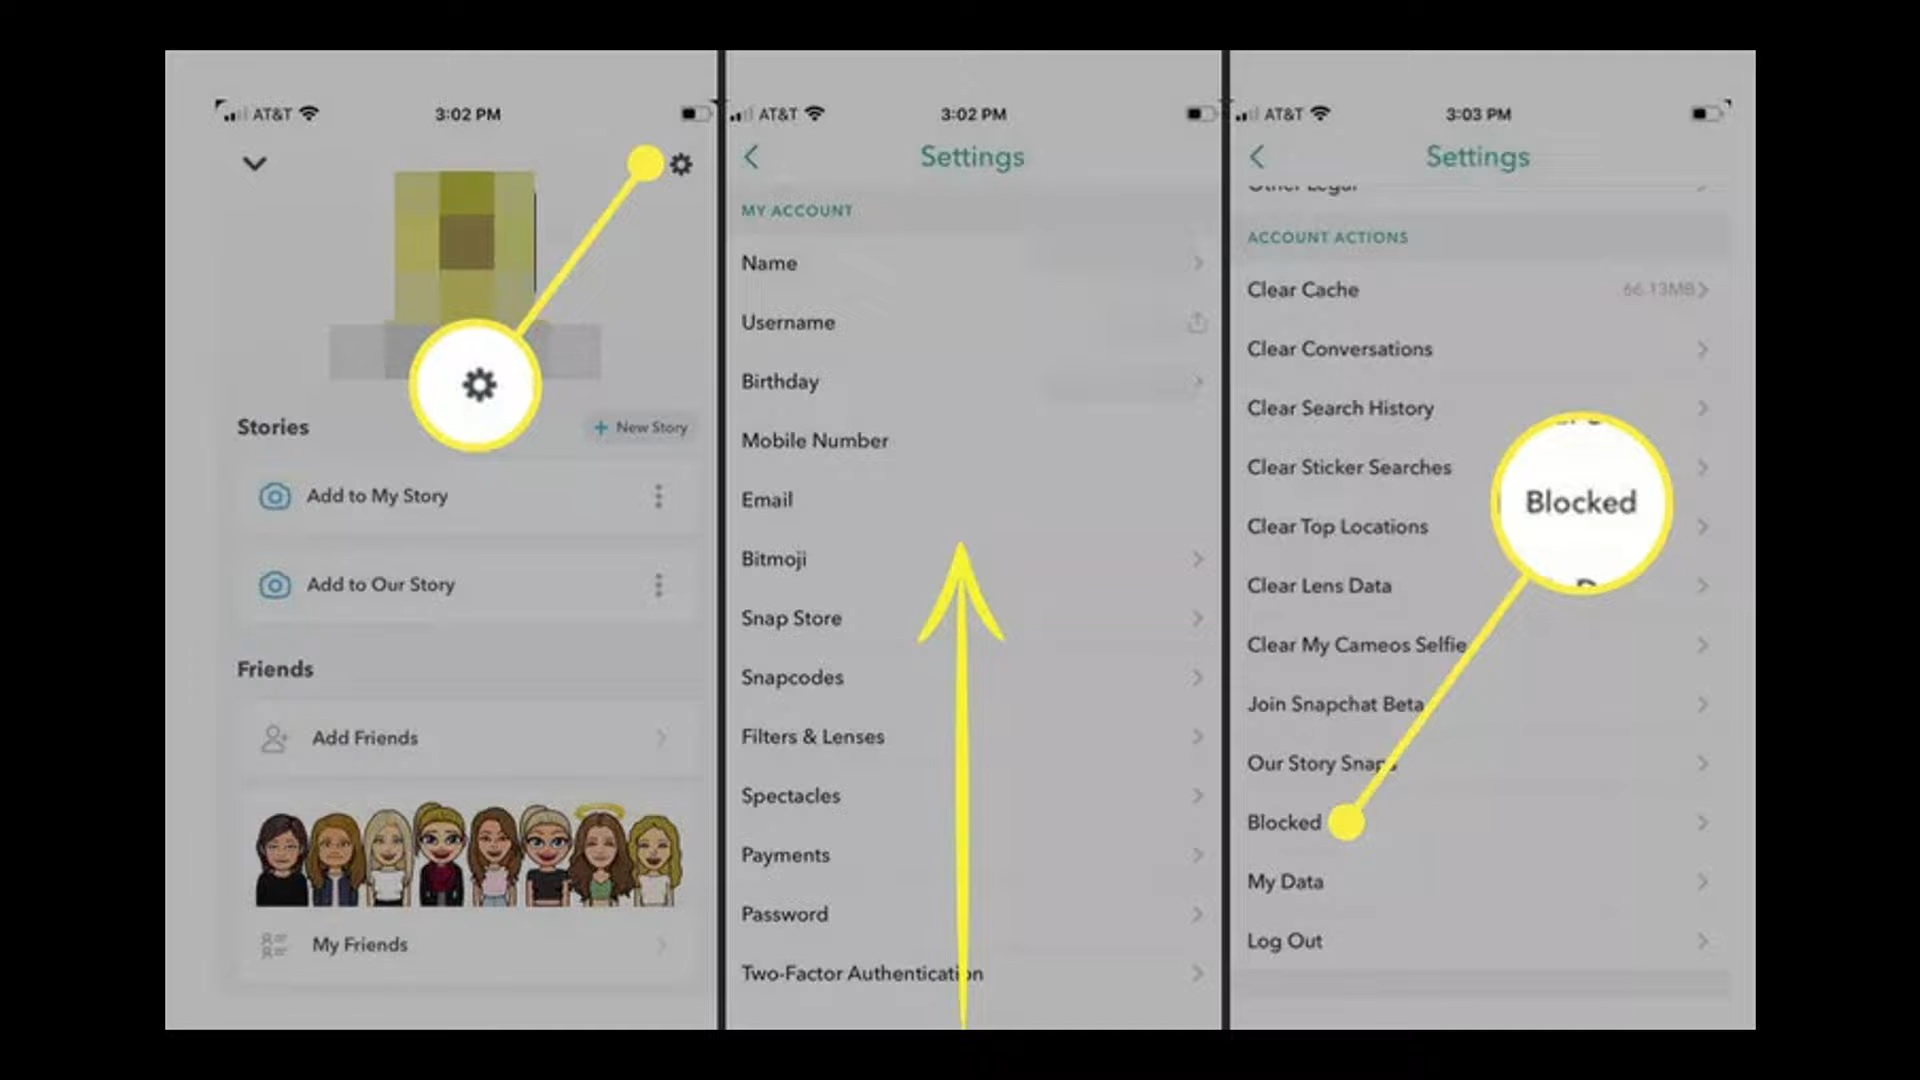 AT&T
3:02 PM
Stories
+ New Story
Add to My Story
Add to Our Story
Friends
Add Friends
My Friends
AT&T
3:02 PM
Settings
MY ACCOUNT
Name
Username
Birthday
Mobile Number
Email
Bitmoji
Snap Store
Snapcodes
Filters & Lenses
Spectacles
Payments
Password
Two-Factor Authentication
AT&T
3:03 PM
Settings
Other Legal
ACCOUNT ACTIONS
Clear Cache 66.13MB
Clear Conversations
Clear Search History
Clear Sticker Searches
Blocked
Clear Top Locations
Clear Lens Data
Clear My Cameos Selfie
Join Snapchat Beta
Our Story Snaps
Blocked
My Data
Log Out